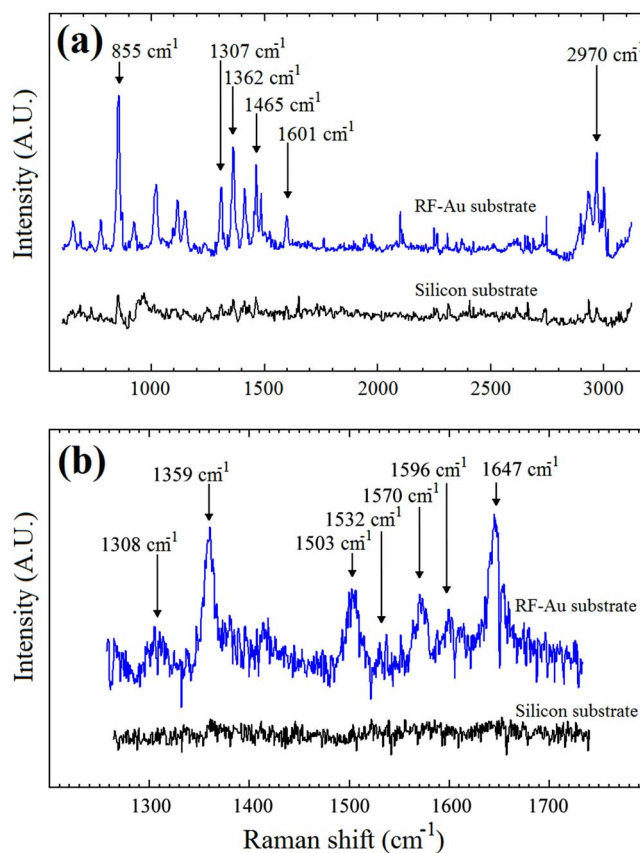 (a)
855 cm-1
1307 cm-1
1362 cm-1
1465 cm-1
1601 cm-1
2970 cm-1
RF-Au substrate
Silicon substrate
Intensity (A.U.)
1000 1500 2000 2500 3000
(b)
1308 cm-1
1359 cm-1
1503 cm-1
1532 cm-1
1570 cm-1
1596 cm-1
1647 cm-1
RF-Au substrate
Silicon substrate
Intensity (A.U.)
1300 1400 1500 1600 1700
Raman shift (cm-1)